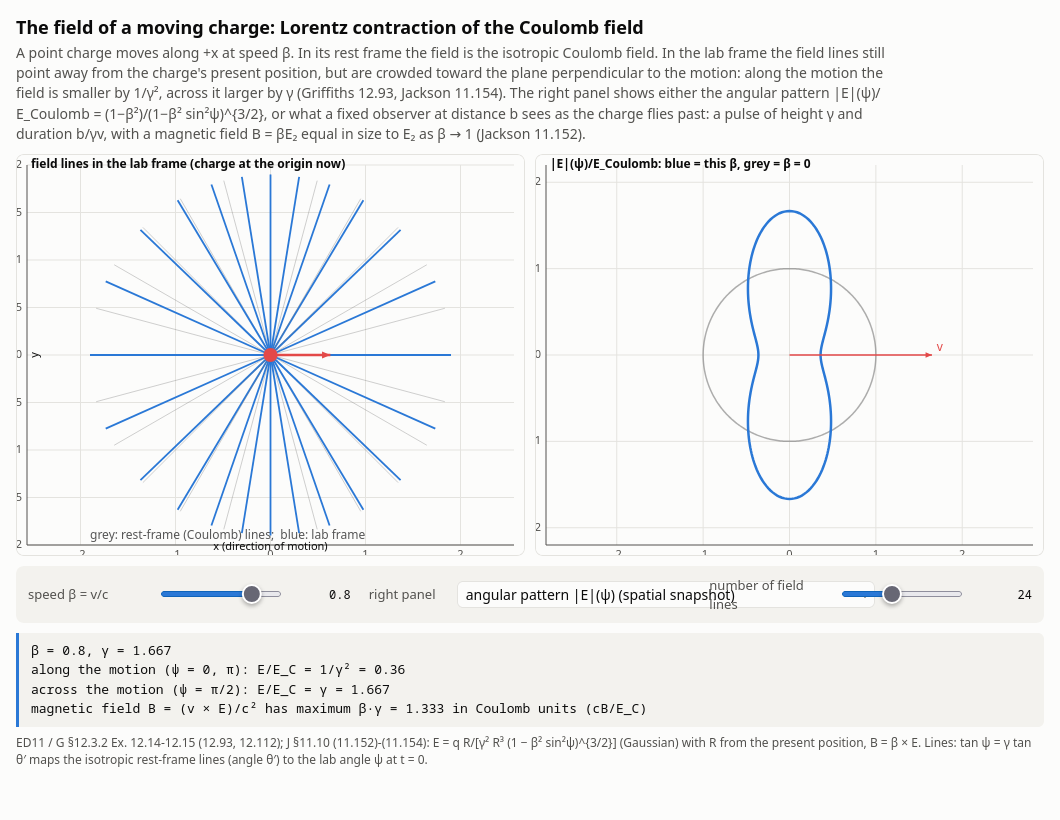 The field of a moving charge: Lorentz contraction of the Coulomb field
A point charge moves along +x at speed β. In its rest frame the field is the isotropic Coulomb field. In the lab frame the field lines still
point away from the charge's present position, but are crowded toward the plane perpendicular to the motion: along the motion the
field is smaller by 1/γ², across it larger by γ (Griffiths 12.93, Jackson 11.154). The right panel shows either the angular pattern |E|(ψ)/
E_Coulomb = (1−β²)/(1−β² sin²ψ)^{3/2}, or what a fixed observer at distance b sees as the charge flies past: a pulse of height γ and
duration b/γv, with a magnetic field B = βE₂ equal in size to E₂ as β → 1 (Jackson 11.152).
field lines in the lab frame (charge at the origin now)
2
5
1
5
0
5
1
5
2
y
grey: rest-frame (Coulomb) lines; blue: lab frame
x (direction of motion)
2
1
0
1
2
|E|(ψ)/E_Coulomb: blue = this β, grey = β = 0
2
1
0
1
2
v
2
1
0
1
2
speed β = v/c
0.8
right panel
angular pattern |E|(ψ) (spatial snapshot)
number of field
lines
24
β = 0.8, γ = 1.667
along the motion (ψ = 0, π): E/E_C = 1/γ² = 0.36
across the motion (ψ = π/2): E/E_C = γ = 1.667
magnetic field B = (v × E)/c² has maximum β·γ = 1.333 in Coulomb units (cB/E_C)
ED11 / G §12.3.2 Ex. 12.14-12.15 (12.93, 12.112); J §11.10 (11.152)-(11.154): E = q R/[γ² R³ (1 − β² sin²ψ)^{3/2}] (Gaussian) with R from the present position, B = β × E. Lines: tan ψ = γ tan
θ′ maps the isotropic rest-frame lines (angle θ′) to the lab angle ψ at t = 0.